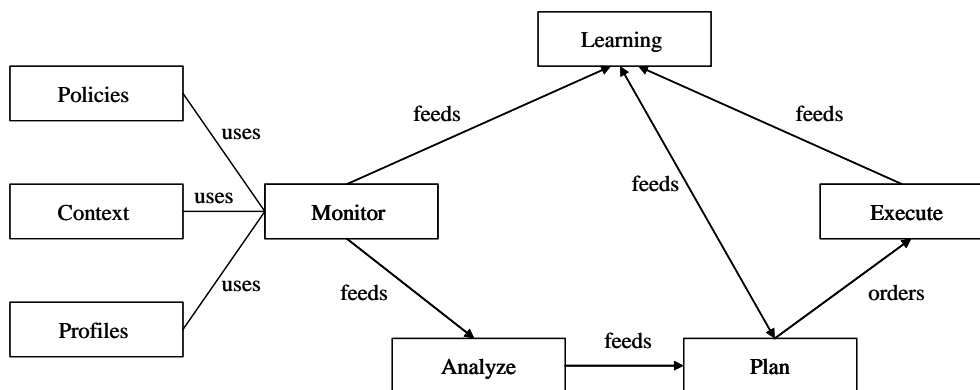 Learning
Policies
feeds
feeds
uses
uses
feeds
Context
Monitor
Execute
uses
feeds
orders
Profiles
feeds
Analyze
Plan